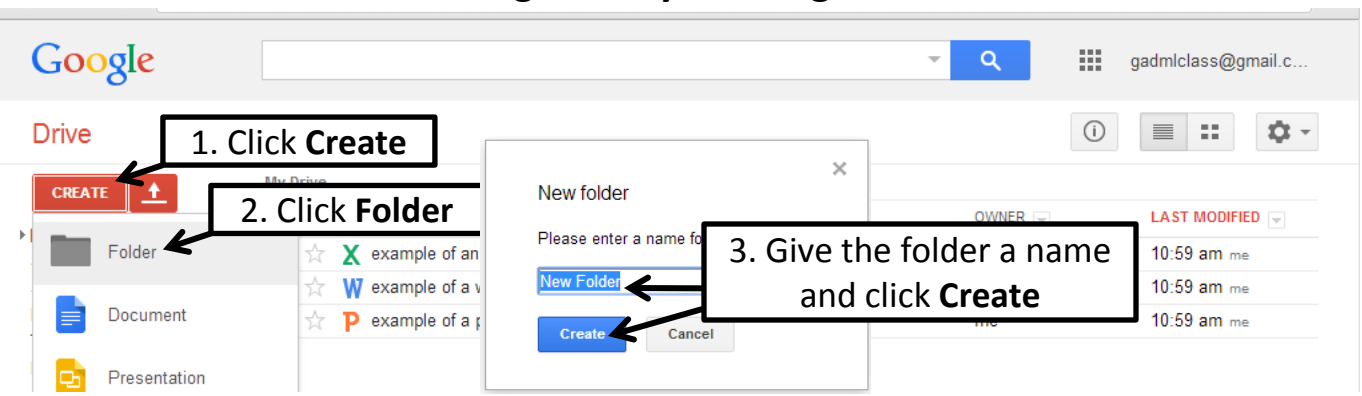 Google
gadmlclass@gmail.c...
Drive
1. Click Create
CREATE
2. Click Folder
New folder
OWNER
LAST MODIFIED
Folder
example of an
Please enter a name fo
3. Give the folder a name
and click Create
10:59 am me
example of a
New Folder
10:59 am me
Document
example of a p
Create
Cancel
me
10:59 am me
Presentation